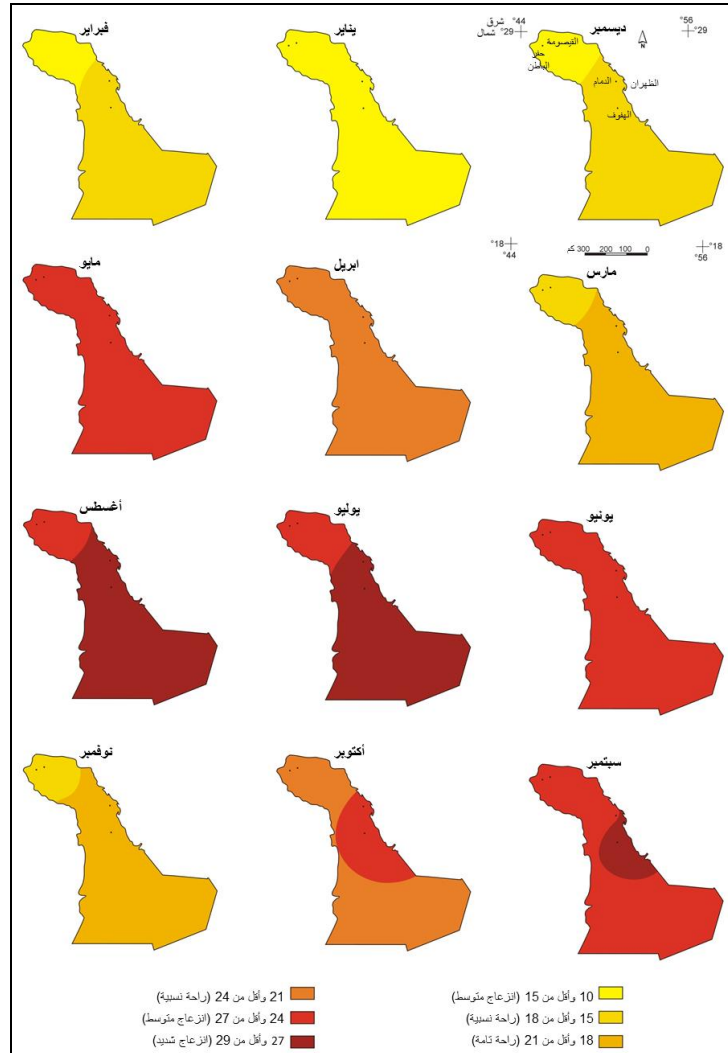 ديسمبر
يناير
فبراير
°44
شرق
°29
شمال
°56
°29
N
القيصومة
حفر
الباطن
الدمام
الظهران
الهفوف
°18
°44
°18
°56
300 200 100 0 كم
مارس
ابريل
مايو
يونيو
يوليو
أغسطس
سبتمبر
أكتوبر
نوفمبر
10 وأقل من 15 (انزعاج متوسط)
15 وأقل من 18 (راحة نسبية)
18 وأقل من 21 (راحة تامة)
21 وأقل من 24 (راحة نسبية)
24 وأقل من 27 (انزعاج متوسط)
27 وأقل من 29 (انزعاج شديد)